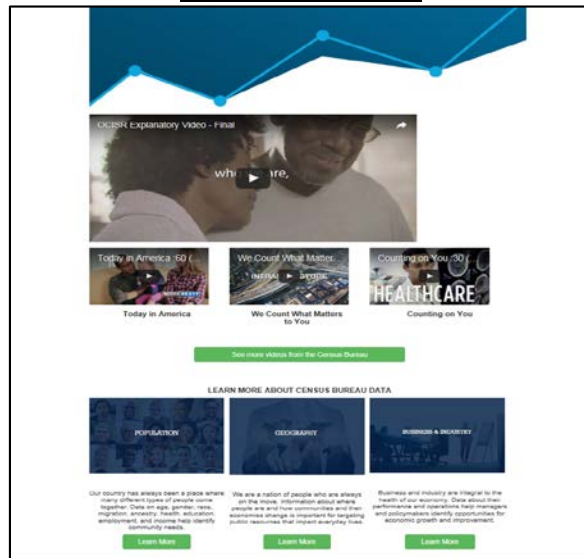 OCISR Explanatory Video - Final
who we are,
Today in America :60 (
We Count What Matter...
Counting on You :30 (
HEALTHCARE
Today in America
We Count What Matters
to You
Counting on You
See more videos from the Census Bureau
LEARN MORE ABOUT CENSUS BUREAU DATA
POPULATION
GEOGRAPHY
BUSINESS & INDUSTRY
Our country has always been a place where
many different types of people come
together. Data on age, gender, race,
migration, ancestry, health, education,
employment, and income help identify
community needs.
We are a nation of people who are always
on the move. Information about where
people are and how communities and their
economies change is important for targeting
public resources that impact everyday lives.
Business and industry are integral to the
health of our economy. Data about their
performance and operations help managers
and policymakers identify opportunities for
economic growth and improvement.
Learn More
Learn More
Learn More